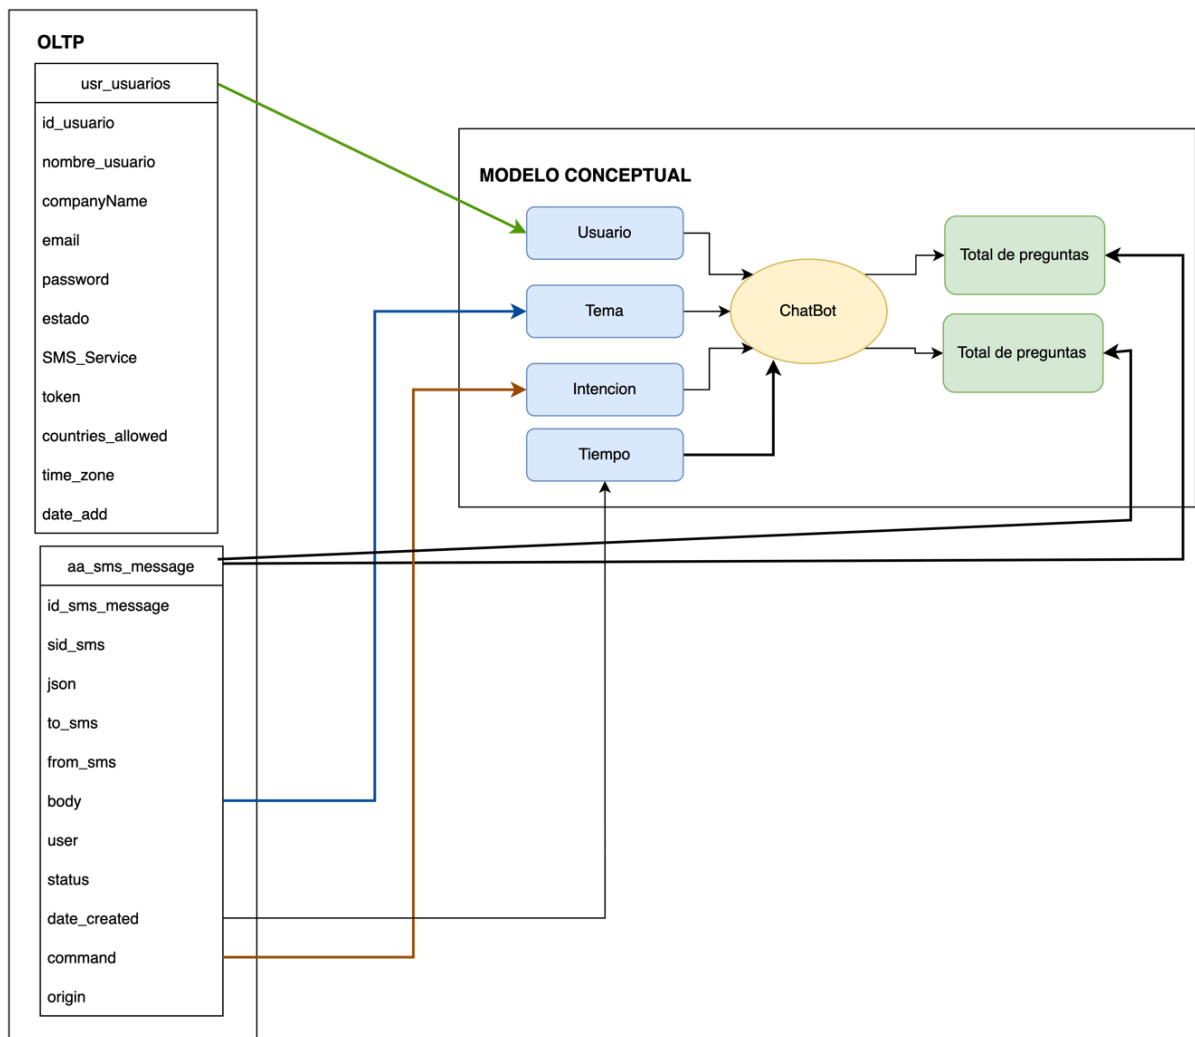 OLTP
usr_usuarios
id_usuario
nombre_usuario
companyName
email
password
estado
SMS_Service
token
countries_allowed
time_zone
date_add
aa_sms_message
id_sms_message
sid_sms
json
to_sms
from_sms
body
user
status
date_created
command
origin
MODELO CONCEPTUAL
Usuario
Tema
Intencion
Tiempo
ChatBot
Total de preguntas
Total de preguntas